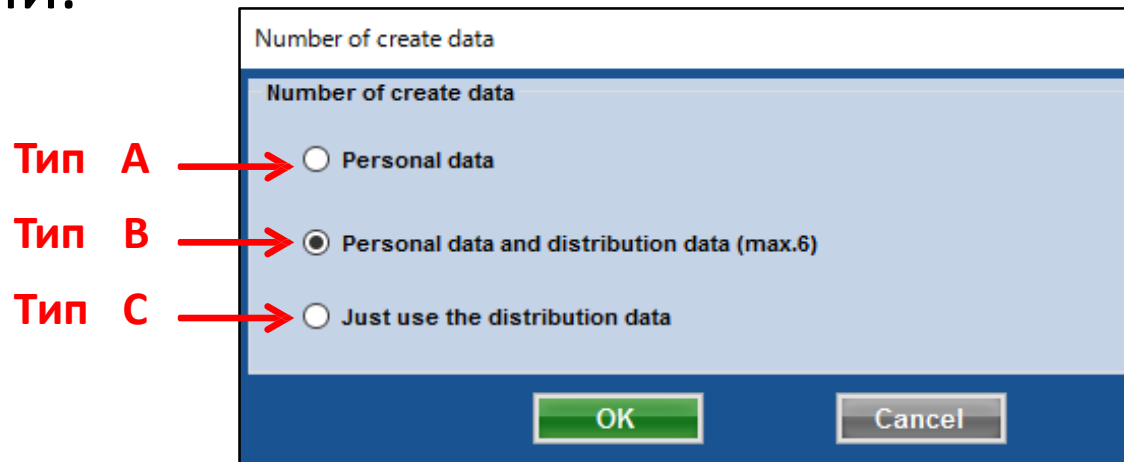 Number of create data
Number of create data
Тип A
Personal data
Тип B
Personal data and distribution data (max.6)
Тип C
Just use the distribution data
OK
Cancel